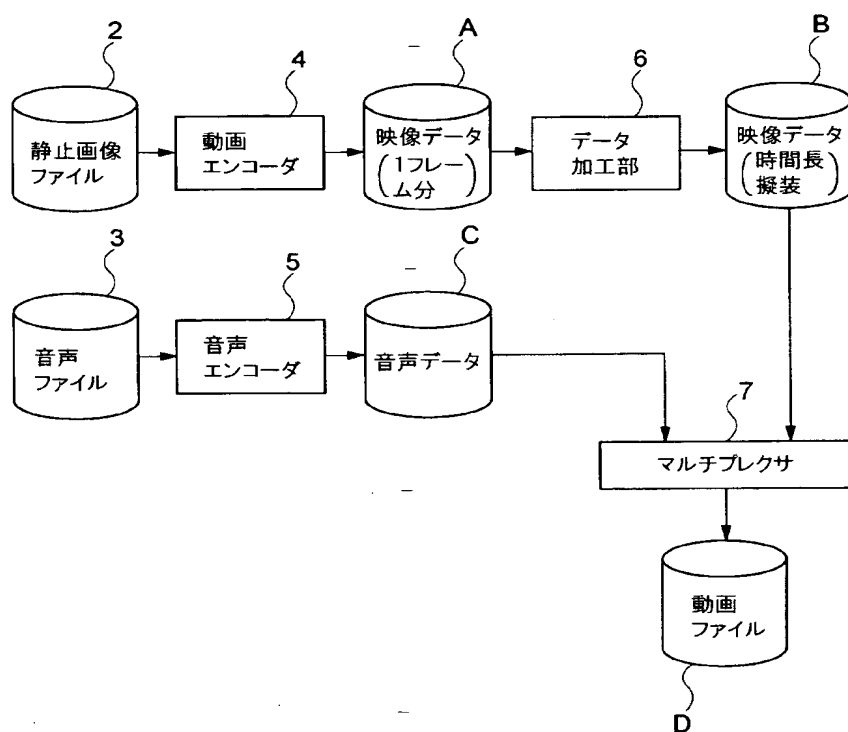 2
4
A
6
B
静止画像
ファイル
動画
エンコーダ
映像データ
(1フレー
ム分)
データ
加工部
映像データ
(時間長
擬装)
3
5
C
音声
ファイル
音声
エンコーダ
音声データ
7
マルチプレクサ
動画
ファイル
D